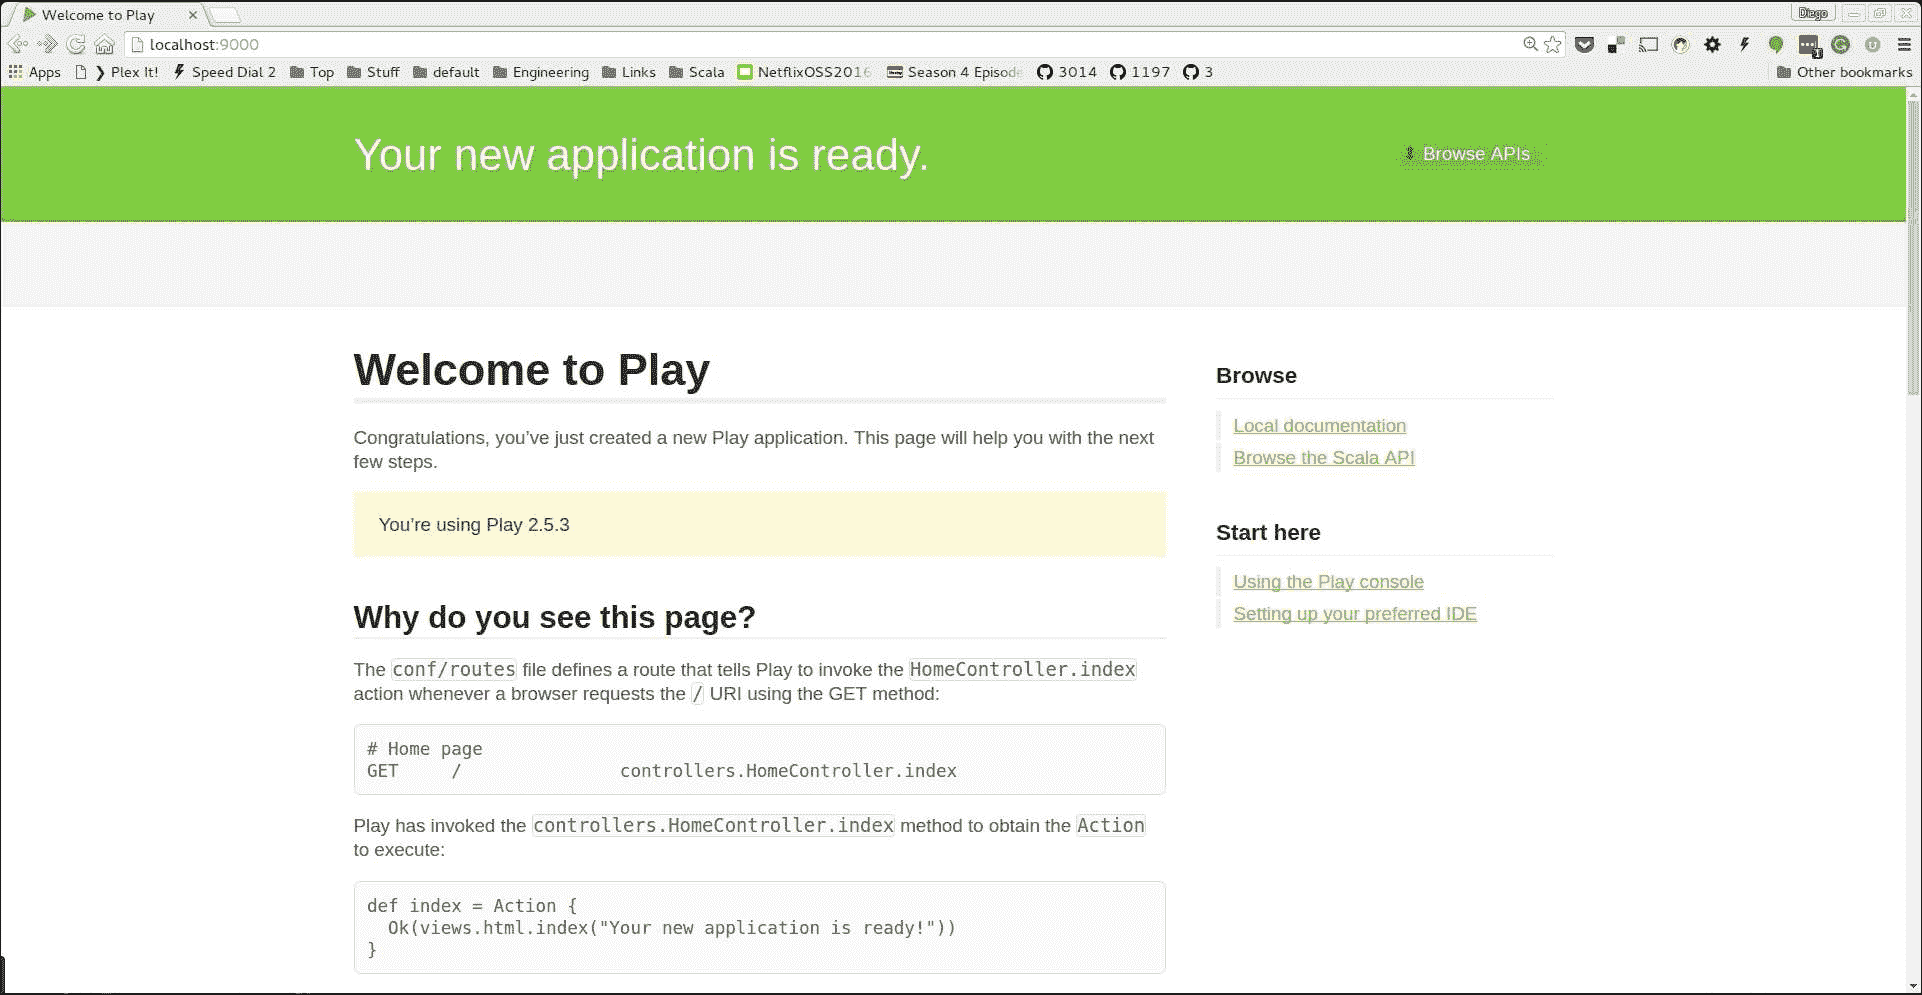 Welcome to Play
Diego
localhost:9000
Apps
Plex It!
Speed Dial 2
Top
Stuff
default
Engineering
Links
Scala
NetflixOSS2016
Season 4 Episode
3014
1197
3
Other bookmarks
Your new application is ready.
Browse APIs
Welcome to Play
Congratulations, you’ve just created a new Play application. This page will help you with the next
few steps.
You’re using Play 2.5.3
Why do you see this page?
The conf/routes file defines a route that tells Play to invoke the HomeController.index
action whenever a browser requests the / URI using the GET method:
# Home page
GET     /               controllers.HomeController.index
Play has invoked the controllers.HomeController.index method to obtain the Action
to execute:
def index = Action {
  Ok(views.html.index("Your new application is ready!"))
}
Browse
Local documentation
Browse the Scala API
Start here
Using the Play console
Setting up your preferred IDE